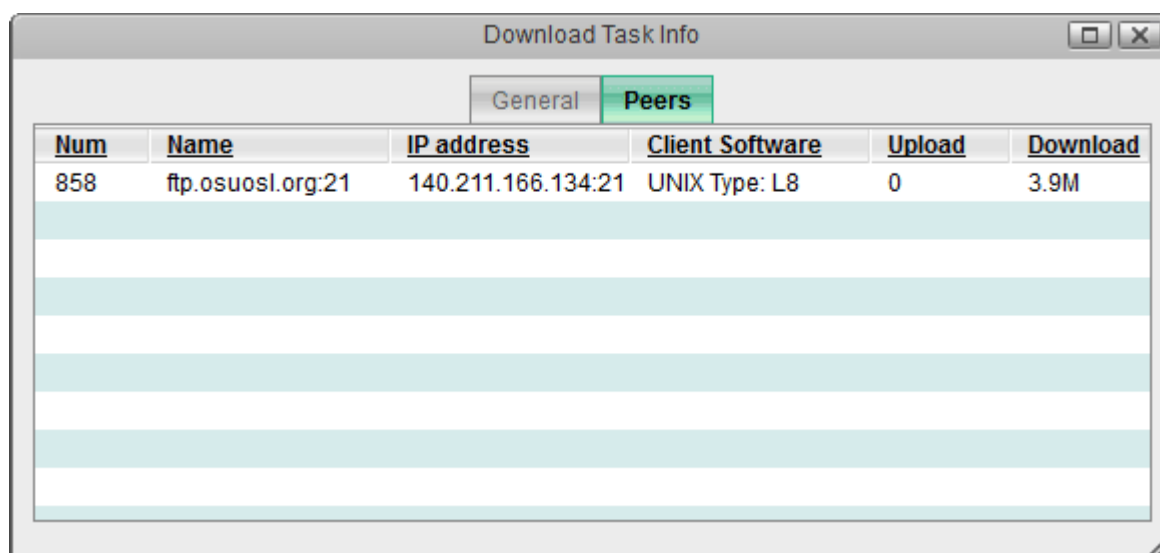 Download Task Info
General Peers
Num Name IP address Client Software Upload Download
858 ftp.osuosl.org:21 140.211.166.134:21 UNIX Type: L8 0 3.9M